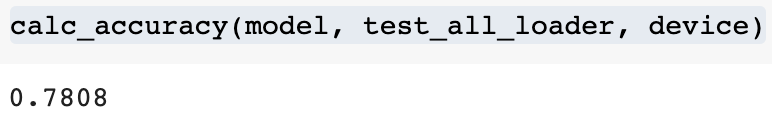 calc_accuracy(model, test_all_loader, device)
0.7808